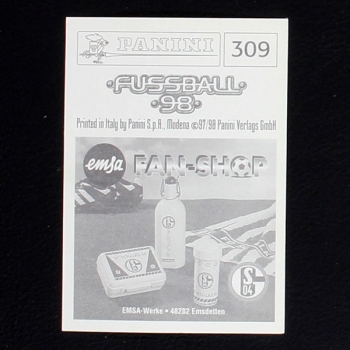 PANINI
309
FUSSBALL
98
Printed in Italy by Panini S.p.A., Modena ©97/98 Panini Verlags GmbH
emsa FAN-SHOP
S
04
EMSA-Werke • 48282 Emsdetten